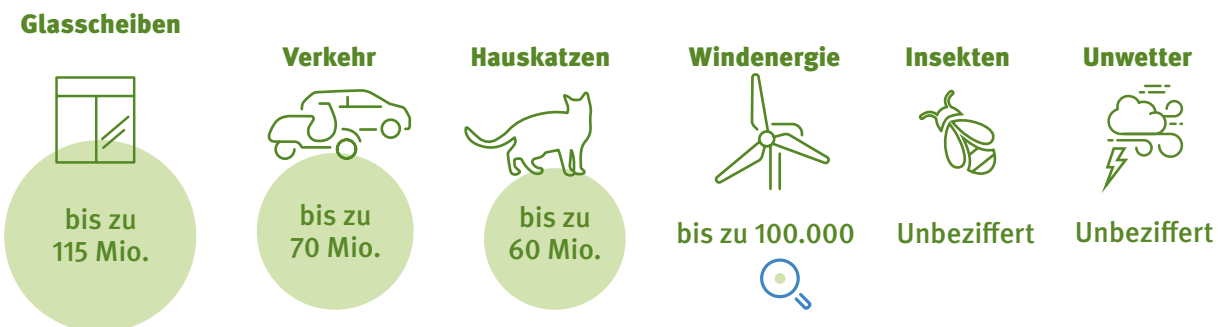 Glasscheiben
Verkehr
Hauskatzen
Windenergie
Insekten
Unwetter
bis zu
115 Mio.
bis zu
70 Mio.
bis zu
60 Mio.
bis zu 100.000
Unbeziffert
Unbeziffert